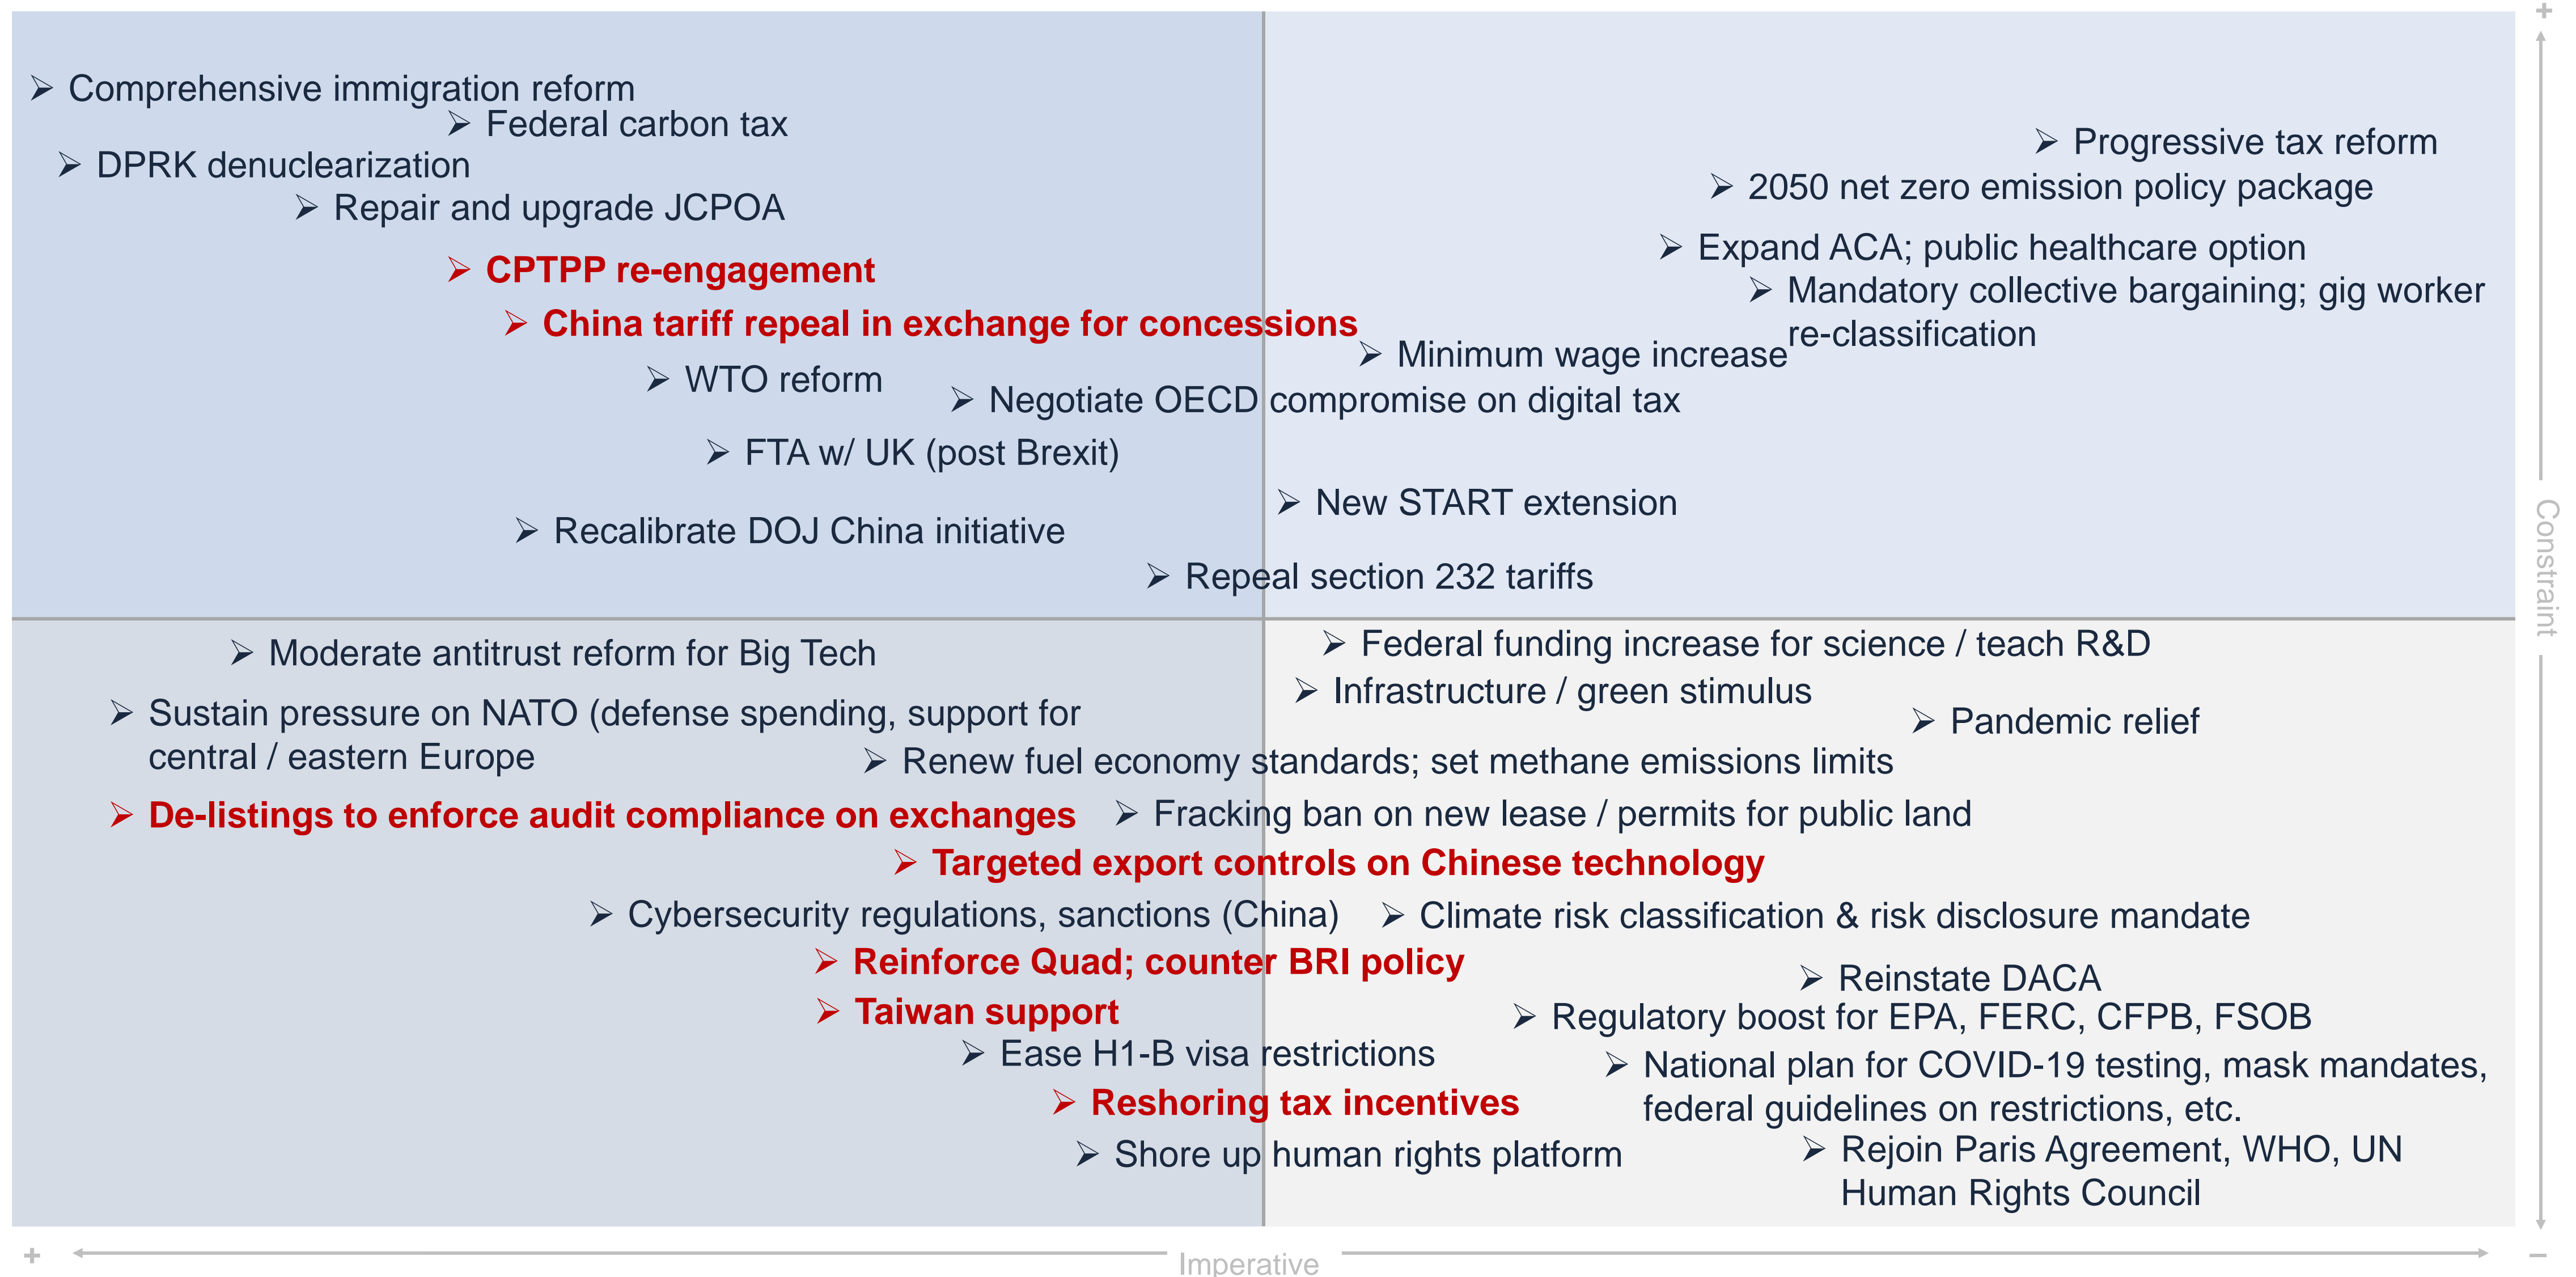 +
➢ Comprehensive immigration reform
➢ Federal carbon tax
➢ DPRK denuclearization
➢ Repair and upgrade JCPOA
➢ CPTPP re-engagement
➢ China tariff repeal in exchange for concessions
➢ WTO reform
➢ Negotiate OECD compromise on digital tax
➢ FTA w/ UK (post Brexit)
➢ Recalibrate DOJ China initiative
➢ Repeal section 232 tariffs
➢ Progressive tax reform
➢ 2050 net zero emission policy package
➢ Expand ACA; public healthcare option
➢ Mandatory collective bargaining; gig worker
re-classification
➢ Minimum wage increase
➢ New START extension
Constraint
➢ Moderate antitrust reform for Big Tech
➢ Sustain pressure on NATO (defense spending, support for
central / eastern Europe
➢ Renew fuel economy standards; set methane emissions limits
➢ De-listings to enforce audit compliance on exchanges
➢ Fracking ban on new lease / permits for public land
➢ Targeted export controls on Chinese technology
➢ Cybersecurity regulations, sanctions (China)
➢ Reinforce Quad; counter BRI policy
➢ Taiwan support
➢ Ease H1-B visa restrictions
➢ Reshoring tax incentives
➢ Shore up human rights platform
➢ Federal funding increase for science / teach R&D
➢ Infrastructure / green stimulus
➢ Pandemic relief
➢ Climate risk classification & risk disclosure mandate
➢ Reinstate DACA
➢ Regulatory boost for EPA, FERC, CFPB, FSOB
➢ National plan for COVID-19 testing, mask mandates,
federal guidelines on restrictions, etc.
➢ Rejoin Paris Agreement, WHO, UN
Human Rights Council
+
Imperative
–